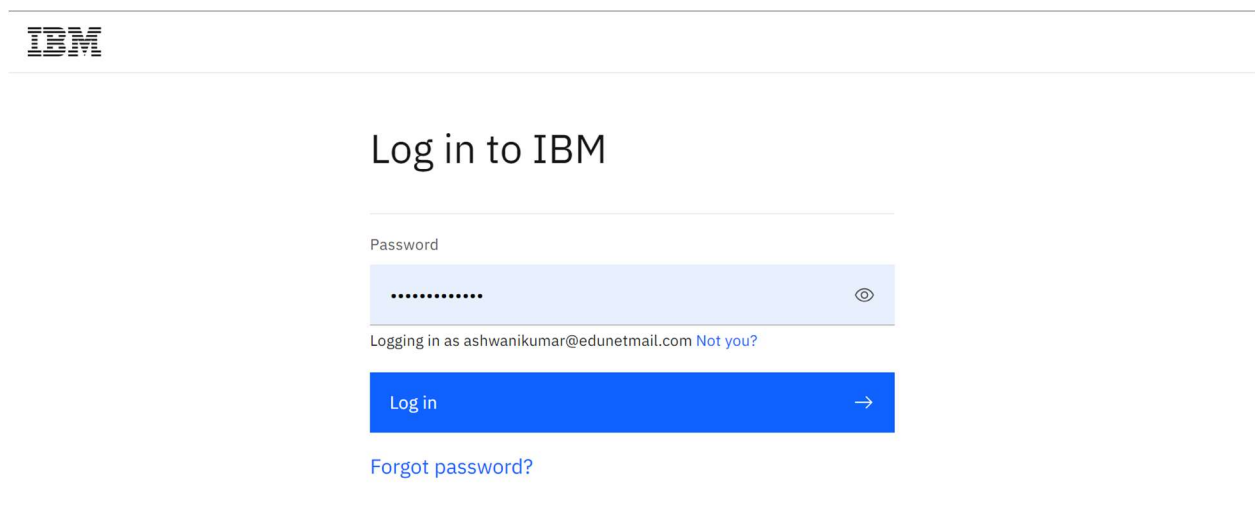 IBM
Log in to IBM
Password
•••••••••••••
Logging in as ashwanikumar@edunetmail.com Not you?
Log in →
Forgot password?